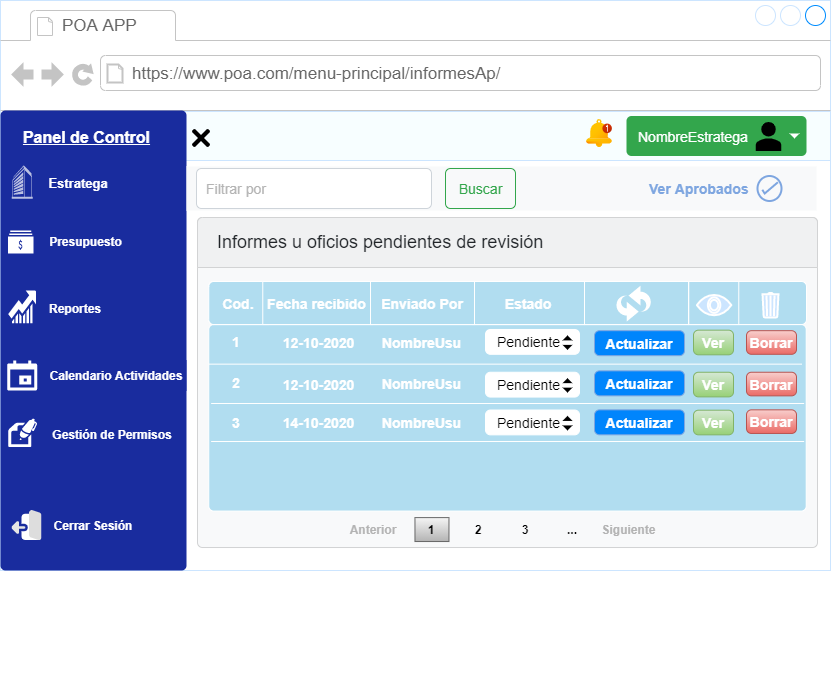 POA APP
https://www.poa.com/menu-principal/informesAp/
Panel de Control
Estratega
$ Presupuesto
Reportes
Calendario Actividades
Gestión de Permisos
Cerrar Sesión
1
NombreEstratega
Filtrar por
Buscar
Ver Aprobados
Informes u oficios pendientes de revisión
Cod. Fecha recibido Enviado Por Estado
1 12-10-2020 NombreUsu Pendiente Actualizar Ver Borrar
2 12-10-2020 NombreUsu Pendiente Actualizar Ver Borrar
3 14-10-2020 NombreUsu Pendiente Actualizar Ver Borrar
Anterior 1 2 3 ... Siguiente